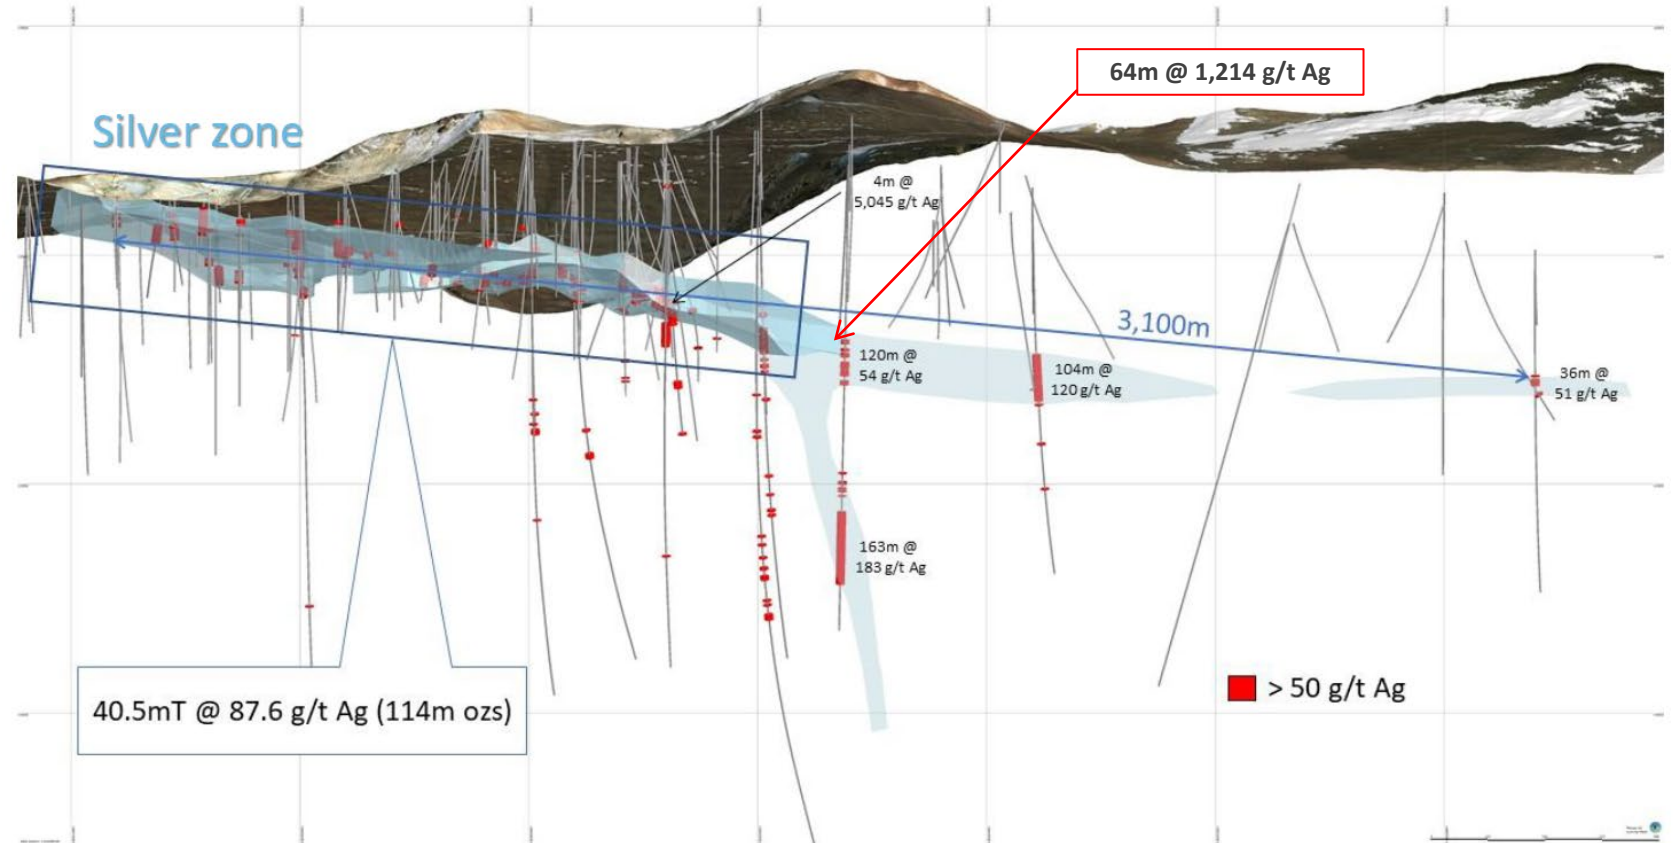 64m @ 1,214 g/t Ag
Silver zone
4m @
5,045 g/t Ag
3,100m
120m @
54 g/t Ag
104m @
120 g/t Ag
36m @
51 g/t Ag
163m @
183 g/t Ag
> 50 g/t Ag
40.5mT @ 87.6 g/t Ag (114m ozs)